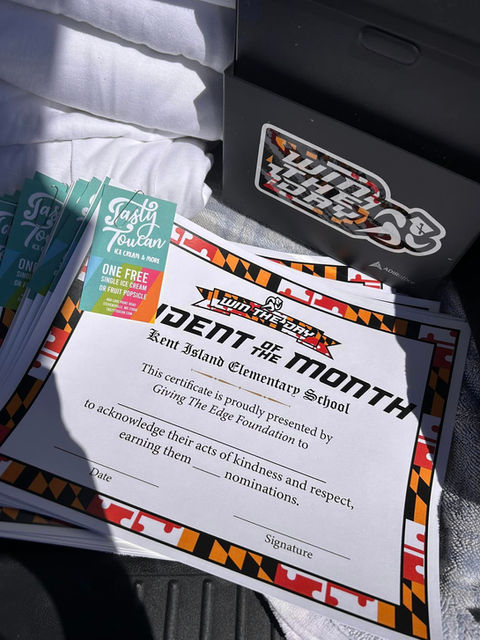 WIN
THE
DAY
Tasty
Toucan
ICE CREAM & MORE
ONE FREE
SINGLE ICE CREAM
OR FRUIT POPSICLE
WIN THE DAY
UDENT OF THE MONTH
Kent Island Elementary School
This certificate is proudly presented by
Giving The Edge Foundation to
to acknowledge their acts of kindness and respect,
earning them ____ nominations.
Date
Signature